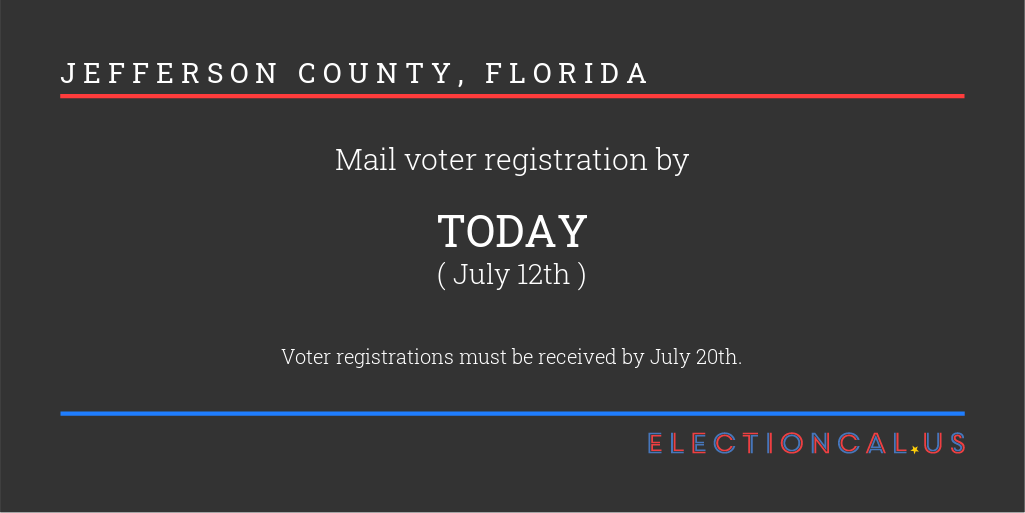 JEFFERSON COUNTY, FLORIDA
Mail voter registration by
TODAY
( July 12th )
Voter registrations must be received by July 20th.
ELECTIONCAL.US